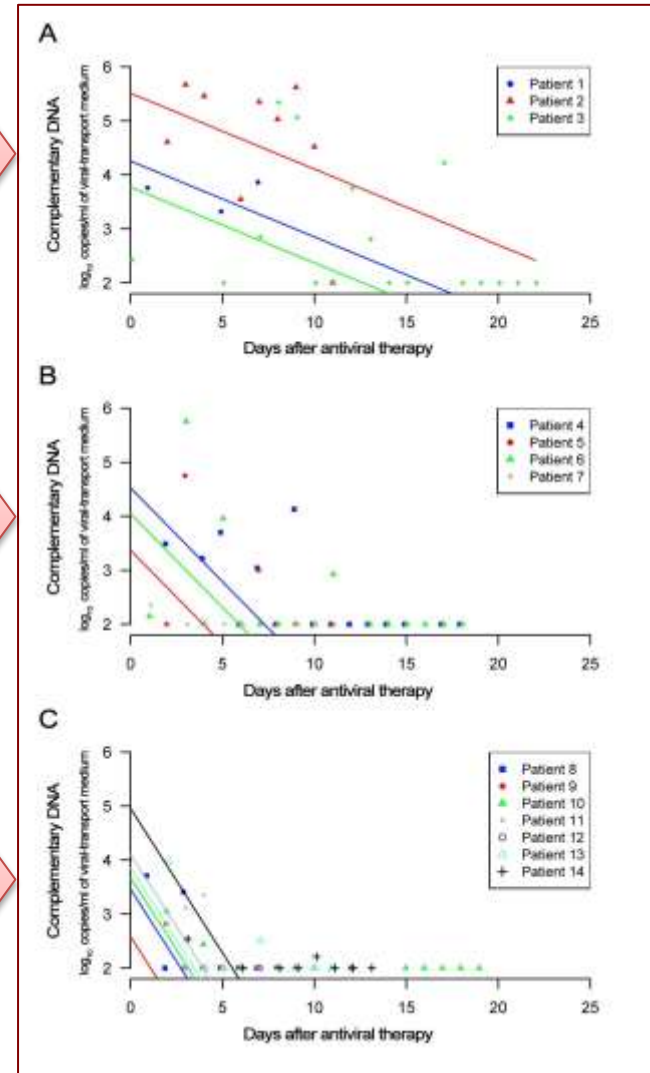 A
Complementary DNA
log₁₀ copies/ml of viral-transport medium
6
5
4
3
2
0 5 10 15 20 25
Days after antiviral therapy
Patient 1
Patient 2
Patient 3
B
Complementary DNA
log₁₀ copies/ml of viral-transport medium
6
5
4
3
2
0 5 10 15 20 25
Days after antiviral therapy
Patient 4
Patient 5
Patient 6
Patient 7
C
Complementary DNA
log₁₀ copies/ml of viral-transport medium
6
5
4
3
2
0 5 10 15 20 25
Days after antiviral therapy
Patient 8
Patient 9
Patient 10
Patient 11
Patient 12
Patient 13
Patient 14